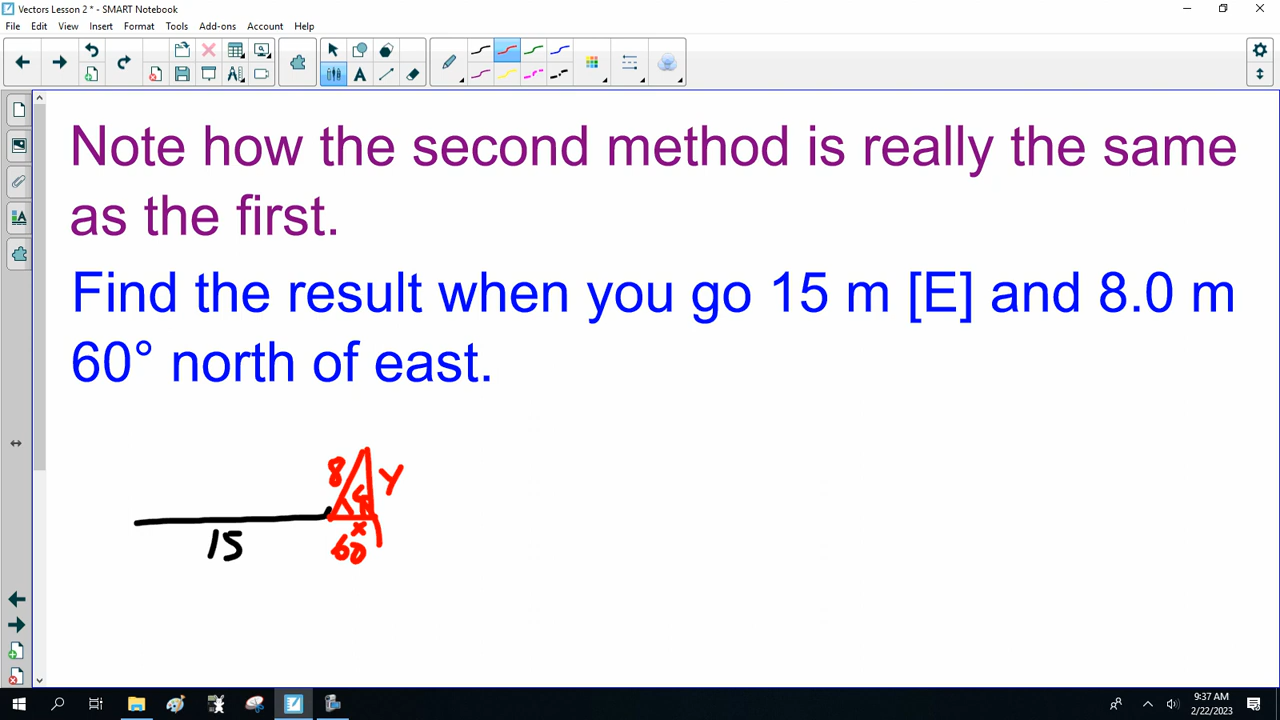 Vectors Lesson 2 * - SMART Notebook
File Edit View Insert Format Tools Add-ons Account Help
Note how the second method is really the same
as the first.
Find the result when you go 15 m [E] and 8.0 m
60° north of east.
8
y
x
15
60
9:37 AM
2/22/2023